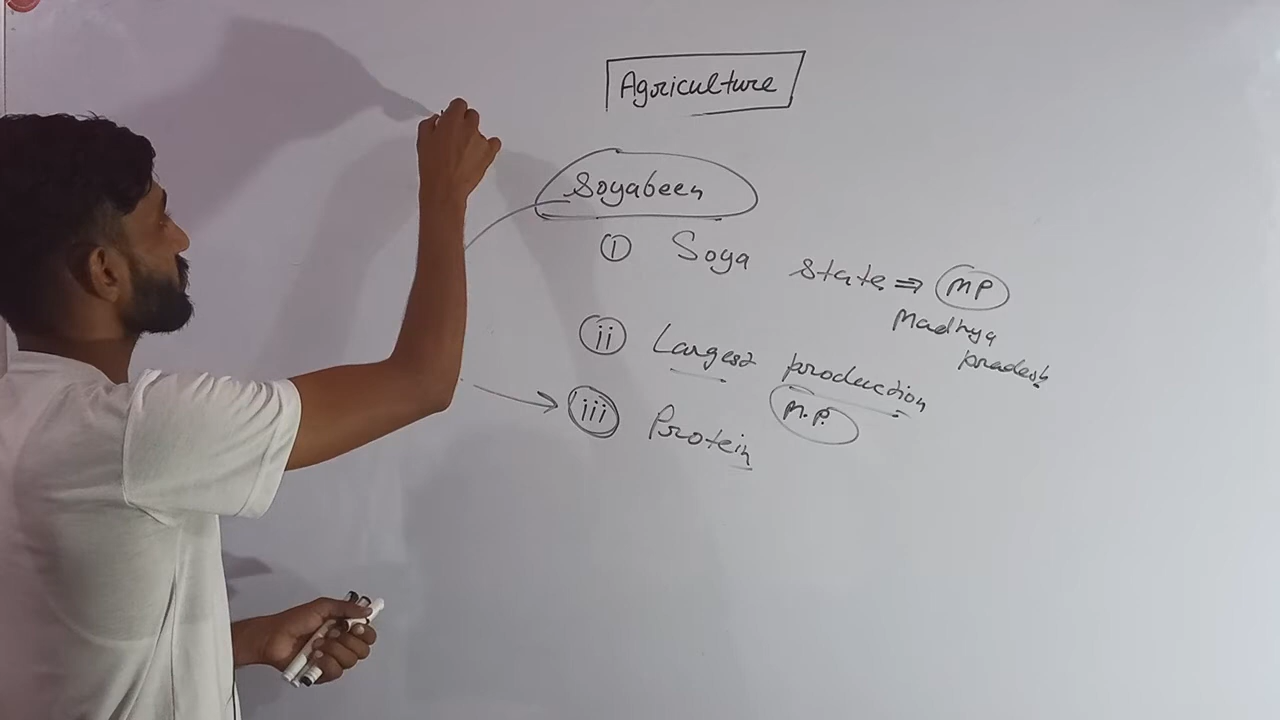 Agriculture
Soyabeen
① Soya state ⇒ MP
Madhya
pradesh
ii Largest production
iii Protein M.P.